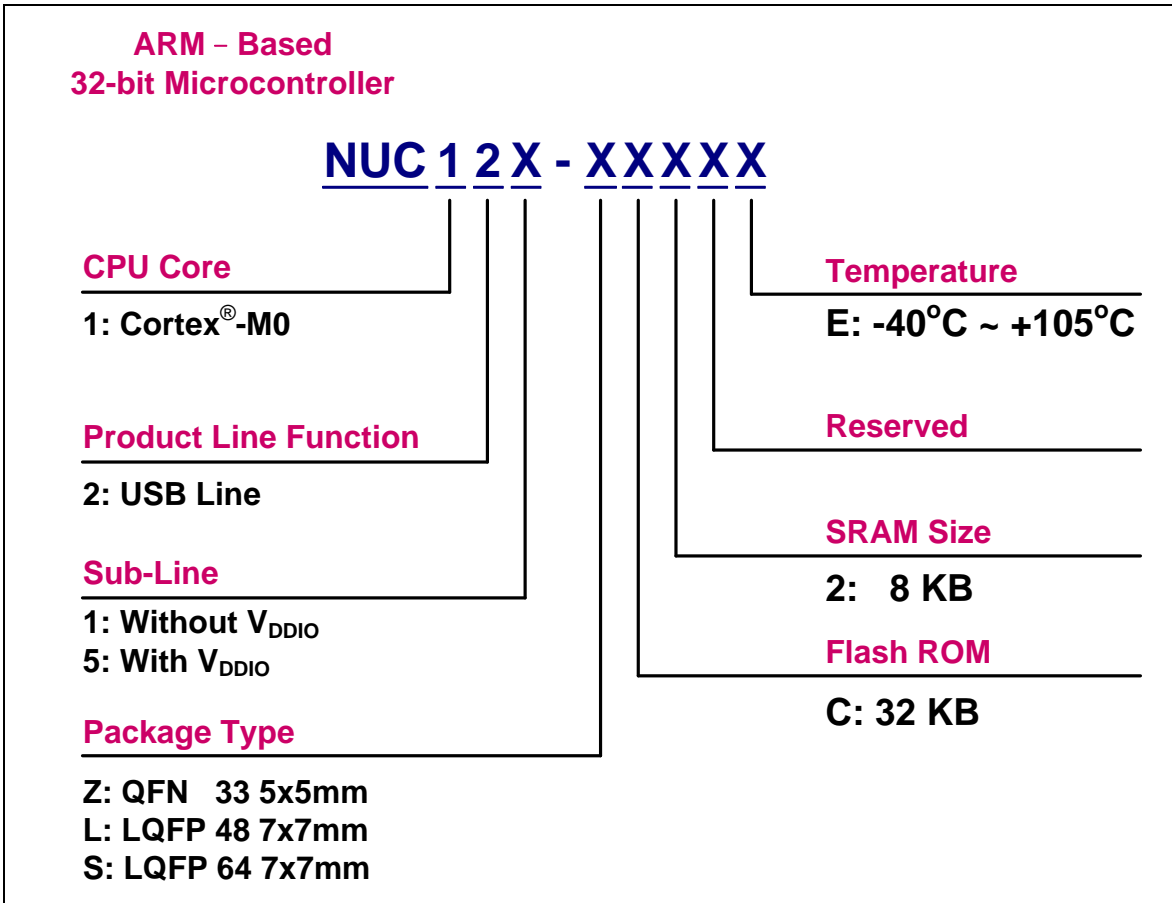 ARM – Based
32-bit Microcontroller
NUC 1 2 X - X X X X X
CPU Core
1: Cortex®-M0
Product Line Function
2: USB Line
Sub-Line
1: Without VDDIO
5: With VDDIO
Package Type
Z: QFN 33 5x5mm
L: LQFP 48 7x7mm
S: LQFP 64 7x7mm
Temperature
E: -40°C ~ +105°C
Reserved
SRAM Size
2: 8 KB
Flash ROM
C: 32 KB